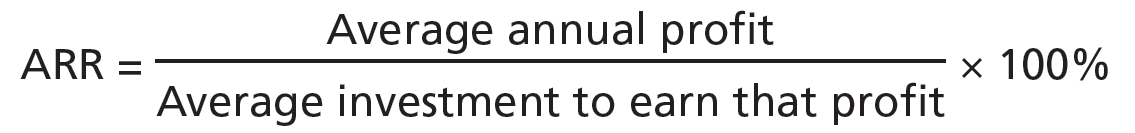 Average annual profit
ARR = × 100%
Average investment to earn that profit